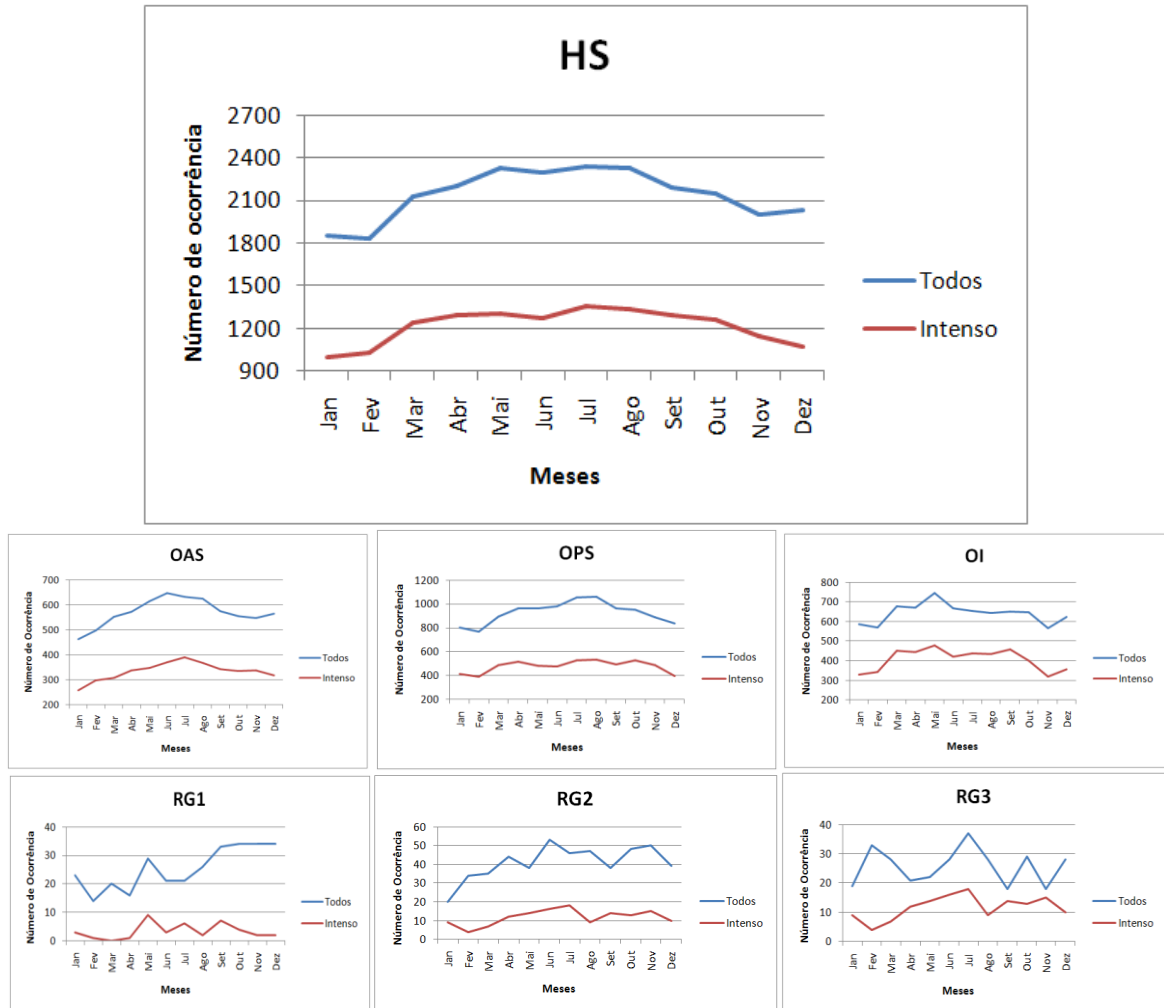 HS
Número de ocorrência
2700
2400
2100
1800
1500
1200
900
Jan Fev Mar Abr Mai Jun Jul Ago Set Out Nov Dez
Meses
Todos
Intenso
OAS
Número de Ocorrência
700
600
500
400
300
200
Jan Fev Mar Abr Mai Jun Jul Ago Set Out Nov Dez
Meses
Todos
Intenso
OPS
Número de Ocorrência
1200
1000
800
600
400
200
Jan Fev Mar Abr Mai Jun Jul Ago Set Out Nov Dez
Meses
Todos
Intenso
OI
Número de Ocorrência
800
700
600
500
400
300
200
Jan Fev Mar Abr Mai Jun Jul Ago Set Out Nov Dez
Meses
Todos
Intenso
RG1
Número de Ocorrência
40
30
20
10
0
Jan Fev Mar Abr Mai Jun Jul Ago Set Out Nov Dez
Meses
Todos
Intenso
RG2
Número de Ocorrência
60
50
40
30
20
10
0
Jan Fev Mar Abr Mai Jun Jul Ago Set Out Nov Dez
Meses
Todos
Intenso
RG3
Número de Ocorrência
40
30
20
10
0
Jan Fev Mar Abr Mai Jun Jul Ago Set Out Nov Dez
Meses
Todos
Intenso